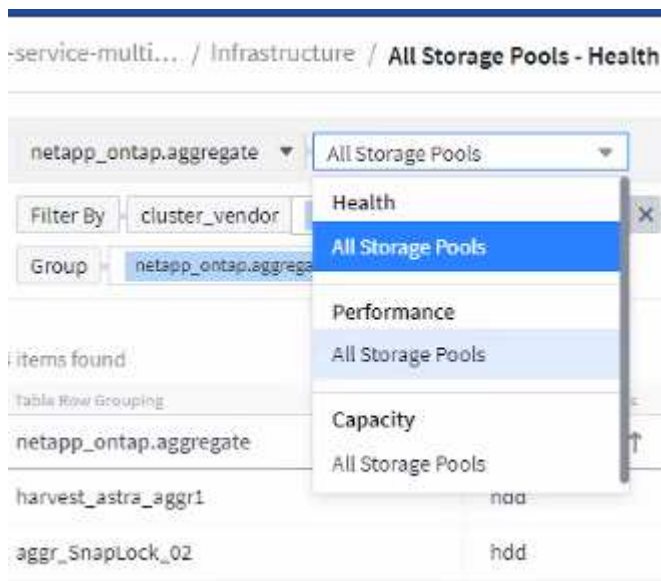 -service-multi... / Infrastructure / All Storage Pools - Health
netapp_ontap.aggregate All Storage Pools
Filter By cluster_vendor
Health
All Storage Pools
Group netapp_ontap.aggrega
Performance
All Storage Pools
items found
Table Row Grouping
Capacity
netapp_ontap.aggregate
All Storage Pools
harvest_astra_aggr1 hdd
aggr_SnapLock_02 hdd